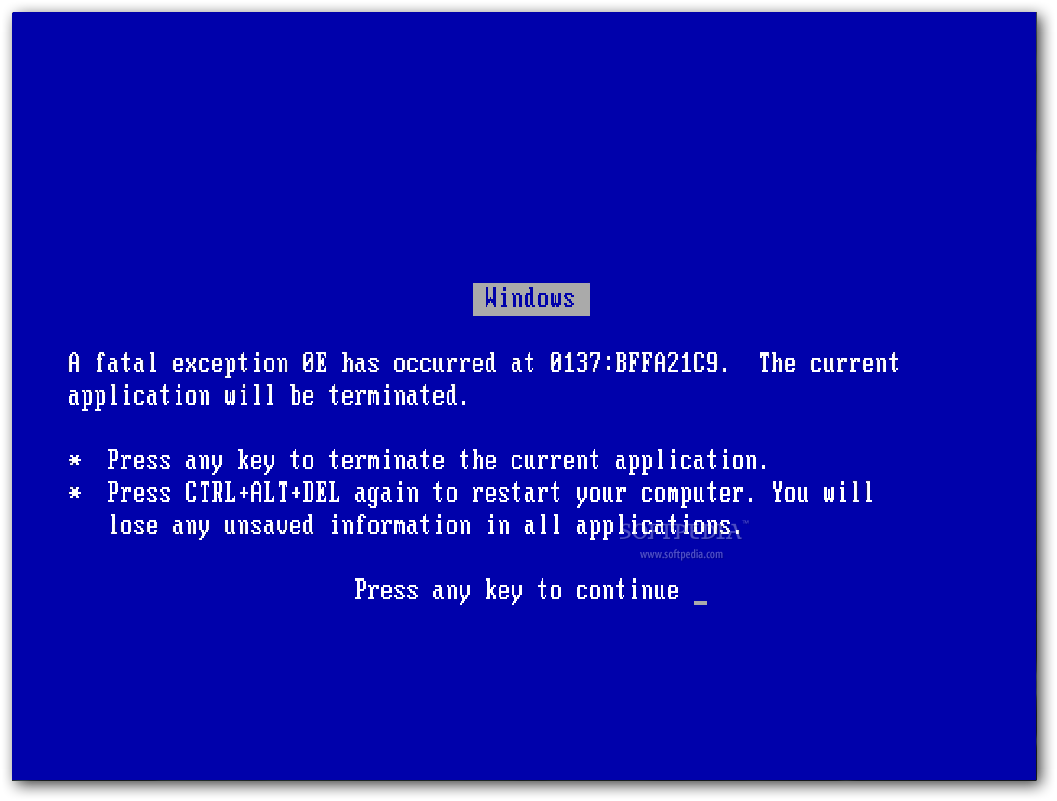 Windows
A fatal exception 0E has occurred at 0137:BFFA21C9.  The current
application will be terminated.
*  Press any key to terminate the current application.
*  Press CTRL+ALT+DEL again to restart your computer. You will
lose any unsaved information in all applications.
SOFTPEDIA™
www.softpedia.com
Press any key to continue _